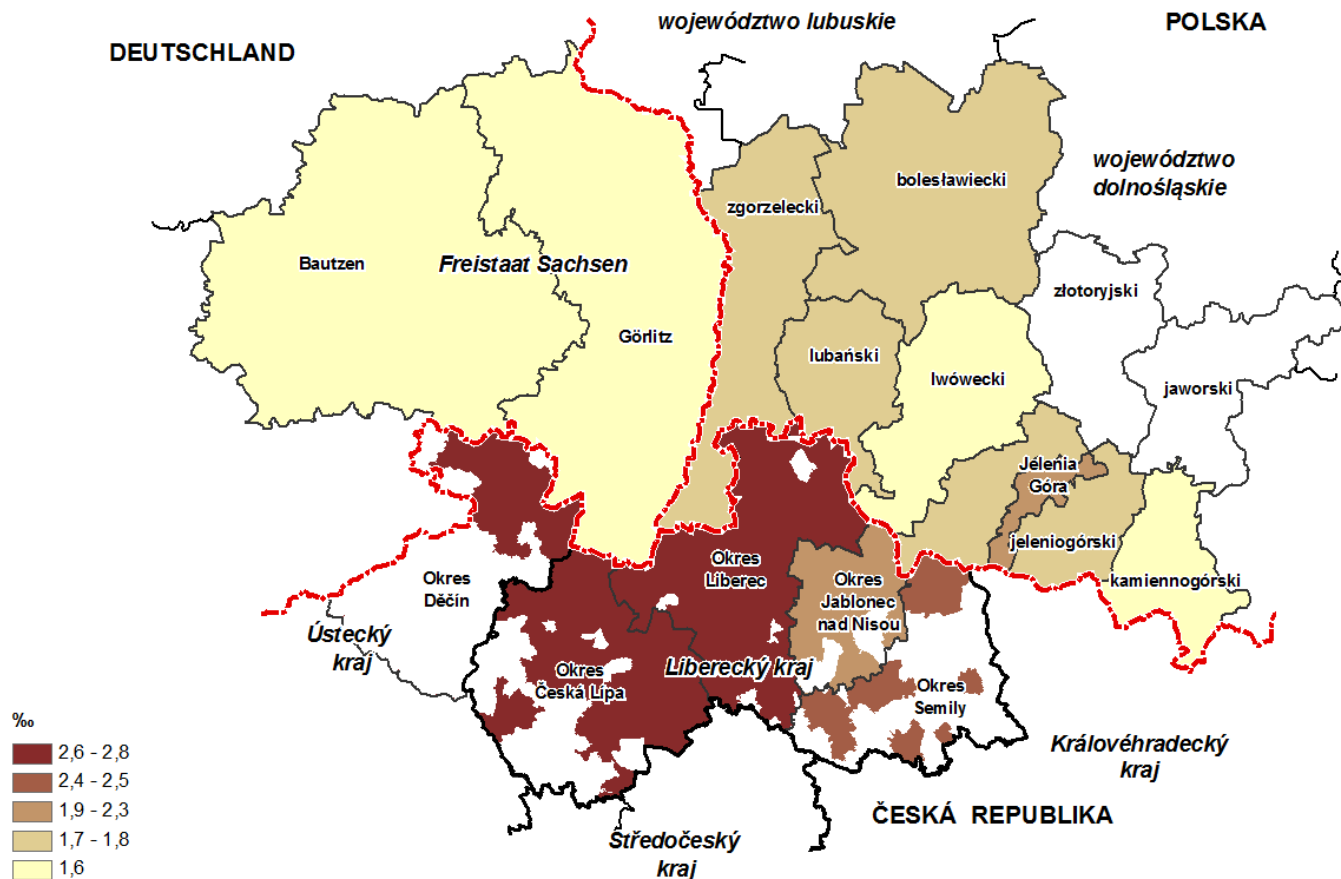 województwo lubuskie
POLSKA
DEUTSCHLAND
województwo
dolnośląskie
bolesławiecki
zgorzelecki
Bautzen
Freistaat Sachsen
złotoryjski
Görlitz
lubański
lwówecki
jaworski
Jelenia
Góra
jeleniogórski
kamiennogórski
Okres
Liberec
Okres
Děčín
Okres
Jablonec
nad Nisou
Ústecký
kraj
Okres
Česká Lípa
Liberecký kraj
Okres
Semily
Královéhradecký
kraj
ČESKÁ REPUBLIKA
Středočeský
kraj
‰
2,6 - 2,8
2,4 - 2,5
1,9 - 2,3
1,7 - 1,8
1,6